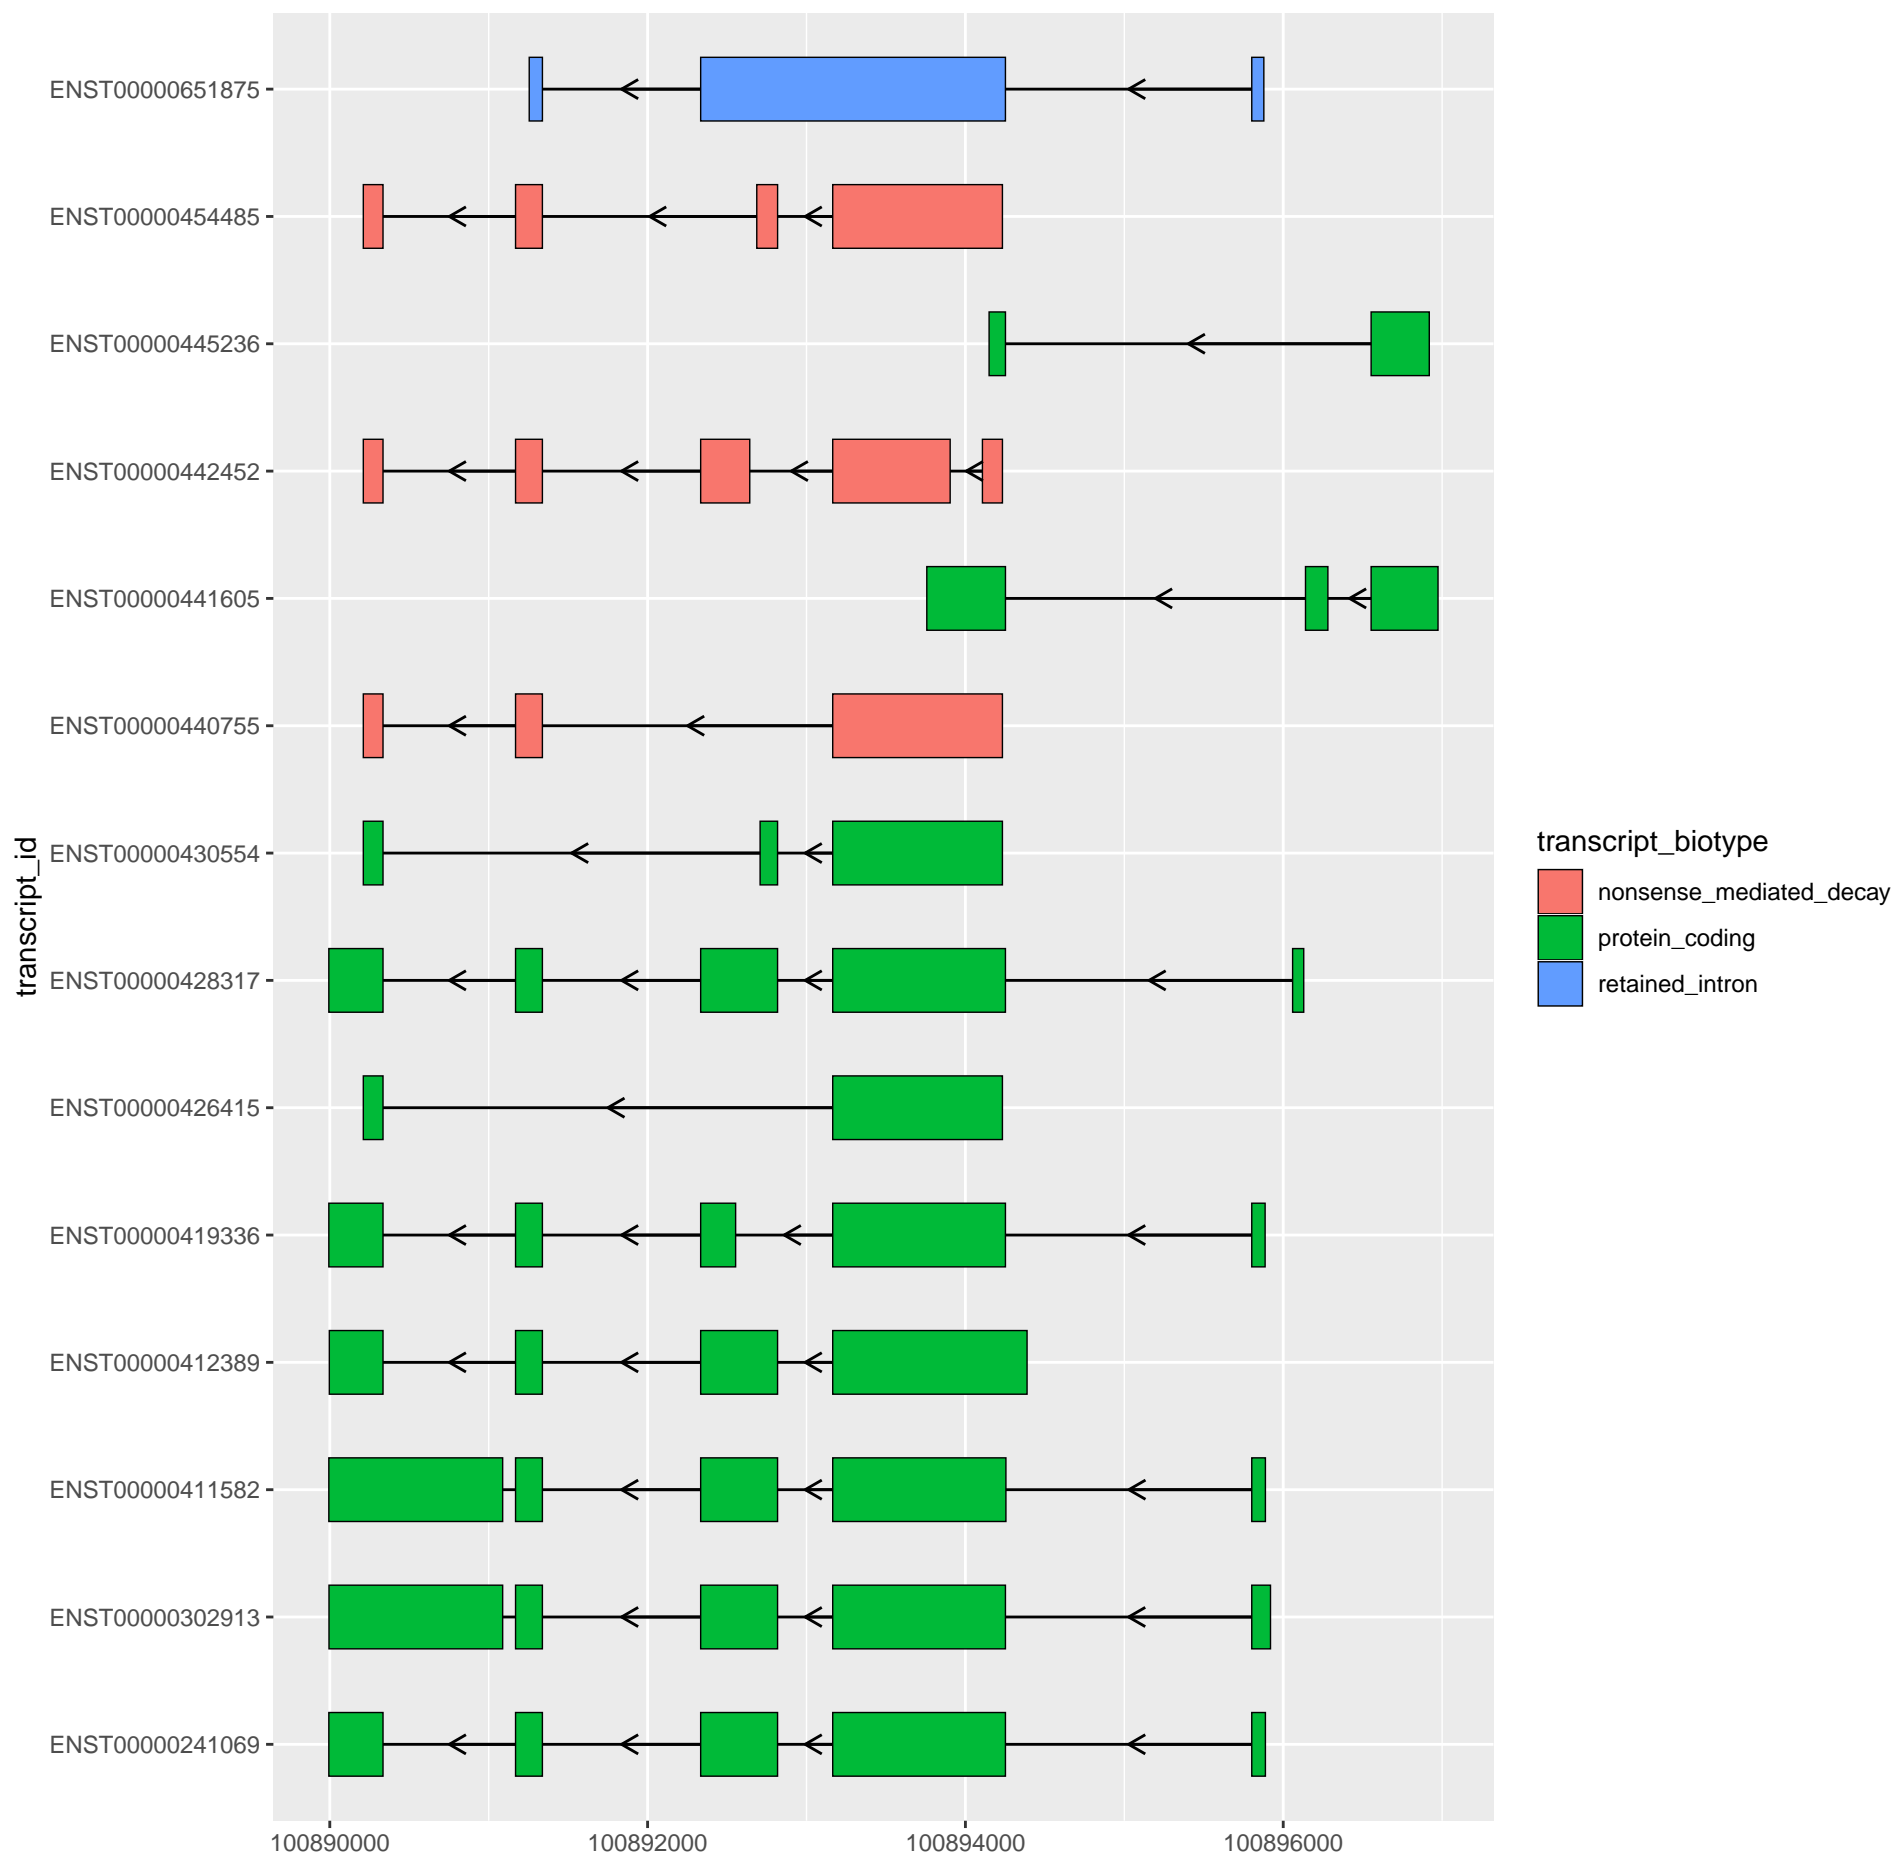 ENST00000651875
ENST00000454485
ENST00000445236
ENST00000442452
ENST00000441605
ENST00000440755
ENST00000430554
ENST00000428317
ENST00000426415
ENST00000419336
ENST00000412389
ENST00000411582
ENST00000302913
ENST00000241069
transcript_id
100890000
100892000
100894000
100896000
transcript_biotype
nonsense_mediated_decay
protein_coding
retained_intron